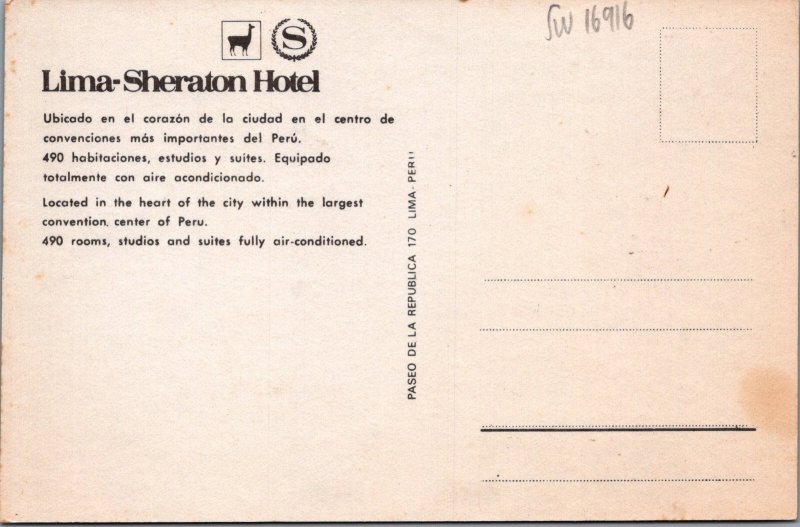 SW 16916
S
Lima-Sheraton Hotel
Ubicado en el corazón de la ciudad en el centro de
convenciones más importantes del Perú.
490 habitaciones, estudios y suites. Equipado
totalmente con aire acondicionado.
Located in the heart of the city within the largest
convention center of Peru.
490 rooms, studios and suites fully air-conditioned.
PASEO DE LA REPUBLICA 170 LIMA-PERU